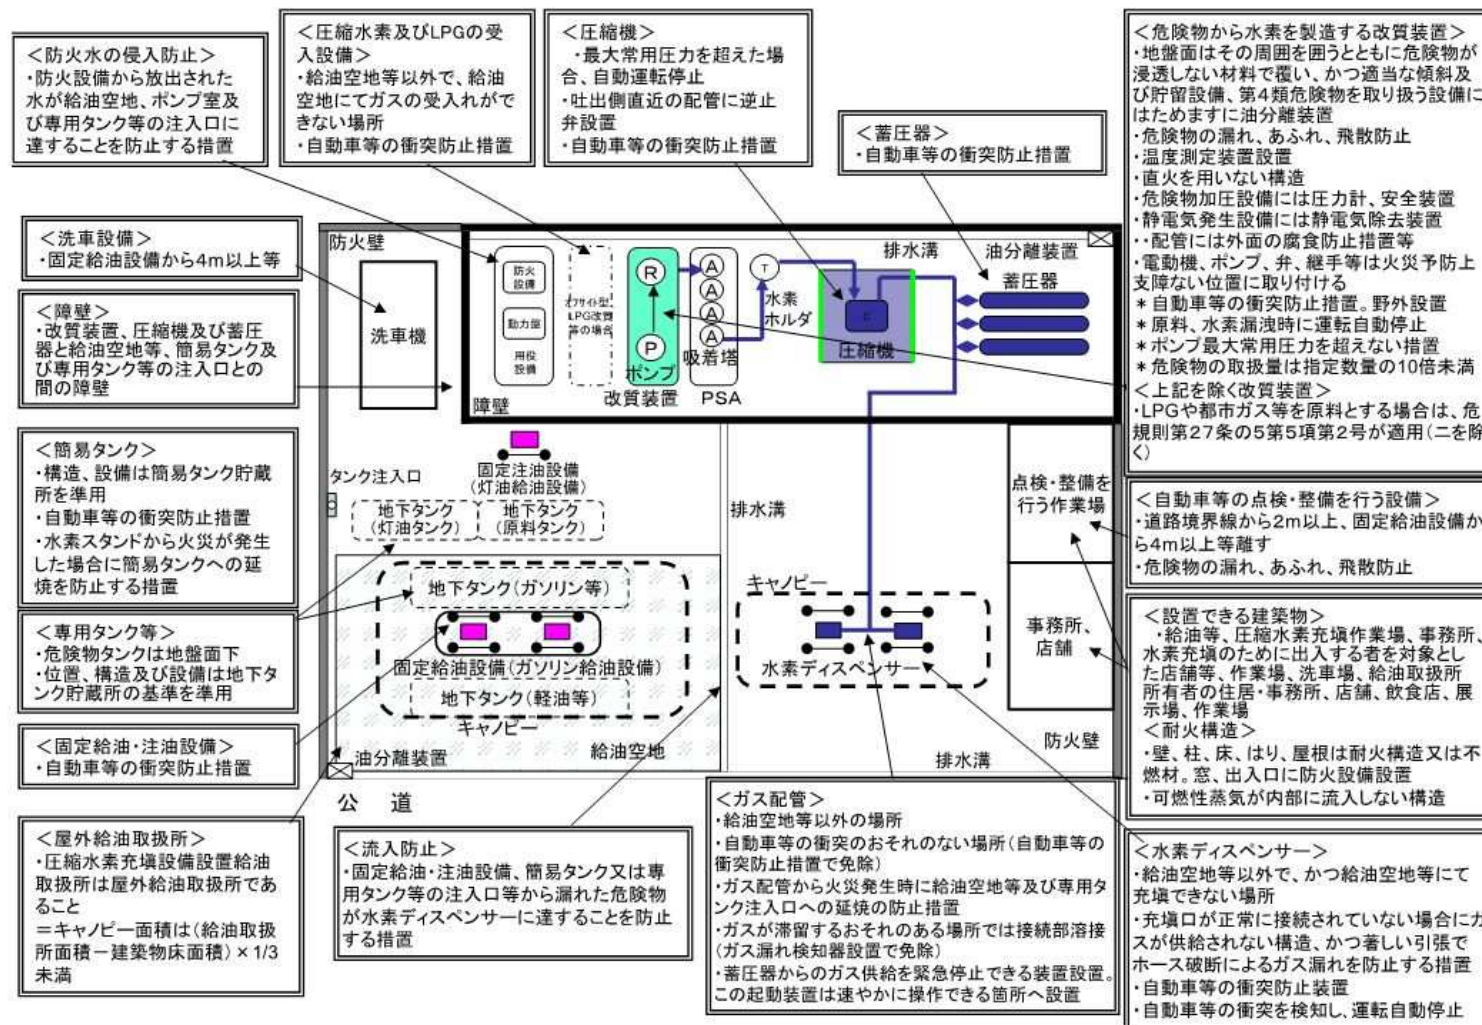 ＜防火水の侵入防止＞
・防火設備から放出された
水が給油空地、ポンプ室及
び専用タンク等の注入口に
達することを防止する措置
＜圧縮水素及びLPGの受
入設備＞
・給油空地等以外で、給油
空地にてガスの受入れがで
きない場所
・自動車等の衝突防止措置
＜圧縮機＞
・最大常用圧力を超えた場
合、自動運転停止
・吐出側直近の配管に逆止
弁設置
・自動車等の衝突防止措置
＜蓄圧器＞
・自動車等の衝突防止措置
＜危険物から水素を製造する改質装置＞
・地盤面はその周囲を囲うとともに危険物が
浸透しない材料で覆い、かつ適当な傾斜及
び貯留設備、第４類危険物を取り扱う設備に
はためますに油分離装置
・危険物の漏れ、あふれ、飛散防止
・温度測定装置設置
・直火を用いない構造
・危険物加圧設備には圧力計、安全装置
・静電気発生設備には静電気除去装置
・・配管には外面の腐食防止措置等
・電動機、ポンプ、弁、継手等は火災予防上
支障ない位置に取り付ける
＊自動車等の衝突防止措置。野外設置
＊原料、水素漏洩時に運転自動停止
＊ポンプ最大常用圧力を超えない措置
＊危険物の取扱量は指定数量の10倍未満
＜上記を除く改質装置＞
・LPGや都市ガス等を原料とする場合は、危
規則第２７条の５第５項第２号が適用（ニを除
く）
＜洗車設備＞
・固定給油設備から4m以上等
＜障壁＞
・改質装置、圧縮機及び蓄圧
器と給油空地等、簡易タンク及
び専用タンク等の注入口との
間の障壁
＜簡易タンク＞
・構造、設備は簡易タンク貯蔵
所を準用
・自動車等の衝突防止措置
・水素スタンドから火災が発生
した場合に簡易タンクへの延
焼を防止する措置
＜専用タンク等＞
・危険物タンクは地盤面下
・位置、構造及び設備は地下タ
ンク貯蔵所の基準を準用
＜固定給油・注油設備＞
・自動車等の衝突防止措置
＜屋外給油取扱所＞
・圧縮水素充塡設備設置給油
取扱所は屋外給油取扱所であ
ること
＝キャノピー面積は（給油取扱
所面積－建築物床面積）×1/3
未満
防火壁
洗車機
防火
設備
動力盤
用役
設備
オフサイト型、
LPG改質
等の場合
R
P
ポンプ
改質装置
A
A
A
A
吸着塔
PSA
T
水素
ホルダ
排水溝
C
圧縮機
油分離装置
蓄圧器
障壁
固定注油設備
（灯油給油設備）
タンク注入口
地下タンク
（灯油タンク）
地下タンク
（原料タンク）
排水溝
地下タンク（ガソリン等）
固定給油設備（ガソリン給油設備）
地下タンク（軽油等）
キャノピー
油分離装置
給油空地
キャノピー
水素ディスペンサー
点検・整備を
行う作業場
事務所、
店舗
防火壁
排水溝
公　道
＜流入防止＞
・固定給油・注油設備、簡易タンク又は専
用タンク等の注入口等から漏れた危険物
が水素ディスペンサーに達することを防止
する措置
＜ガス配管＞
・給油空地等以外の場所
・自動車等の衝突のおそれのない場所（自動車等の
衝突防止措置で免除）
・ガス配管から火災発生時に給油空地等及び専用タ
ンク注入口への延焼の防止措置
・ガスが滞留するおそれのある場所では接続部溶接
（ガス漏れ検知器設置で免除）
・蓄圧器からのガス供給を緊急停止できる装置設置。
この起動装置は速やかに操作できる箇所へ設置
＜自動車等の点検・整備を行う設備＞
・道路境界線から2m以上、固定給油設備か
ら4m以上等離す
・危険物の漏れ、あふれ、飛散防止
＜設置できる建築物＞
・給油等、圧縮水素充塡作業場、事務所、
水素充塡のために出入する者を対象とし
た店舗等、作業場、洗車場、給油取扱所
所有者の住居・事務所、店舗、飲食店、展
示場、作業場
＜耐火構造＞
・壁、柱、床、はり、屋根は耐火構造又は不
燃材。窓、出入口に防火設備設置
・可燃性蒸気が内部に流入しない構造
＜水素ディスペンサー＞
・給油空地等以外で、かつ給油空地等にて
充塡できない場所
・充塡口が正常に接続されていない場合にガ
スが供給されない構造、かつ著しい引張で
ホース破断によるガス漏れを防止する措置
・自動車等の衝突防止装置
・自動車等の衝突を検知し、運転自動停止